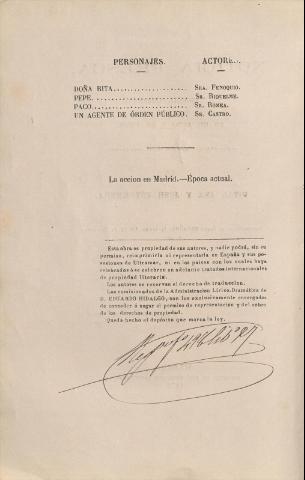 PERSONAJES. ACTORE...
DOÑA RITA.................... SRA. FENOQUIO.
PEPE......................... SR. RIQUELME.
PACO......................... SR. ROMEA.
UN AGENTE DE ÓRDEN PÚBLICO. SR. CASTRO.
La accion en Madrid.—Época actual.
Esta obra es propiedad de sus autores, y nadie podrá, sin su
permiso, reimprimirla ni representarla en España y sus po-
sesiones de Ultramar, ni en los países con los cuales haya
celebrados ó se celebren en adelante tratados internacionales
de propiedad literaria.
Los autores se reservan el derecho de traduccion.
Los comisionados de la Administracion Lírico-Dramática de
D. EDUARDO HIDALGO, son los exclusivamente encargados
de conceder ó negar el permiso de representacion y del cobro
de los derechos de propiedad.
Queda hecho el depósito que marca la ley.